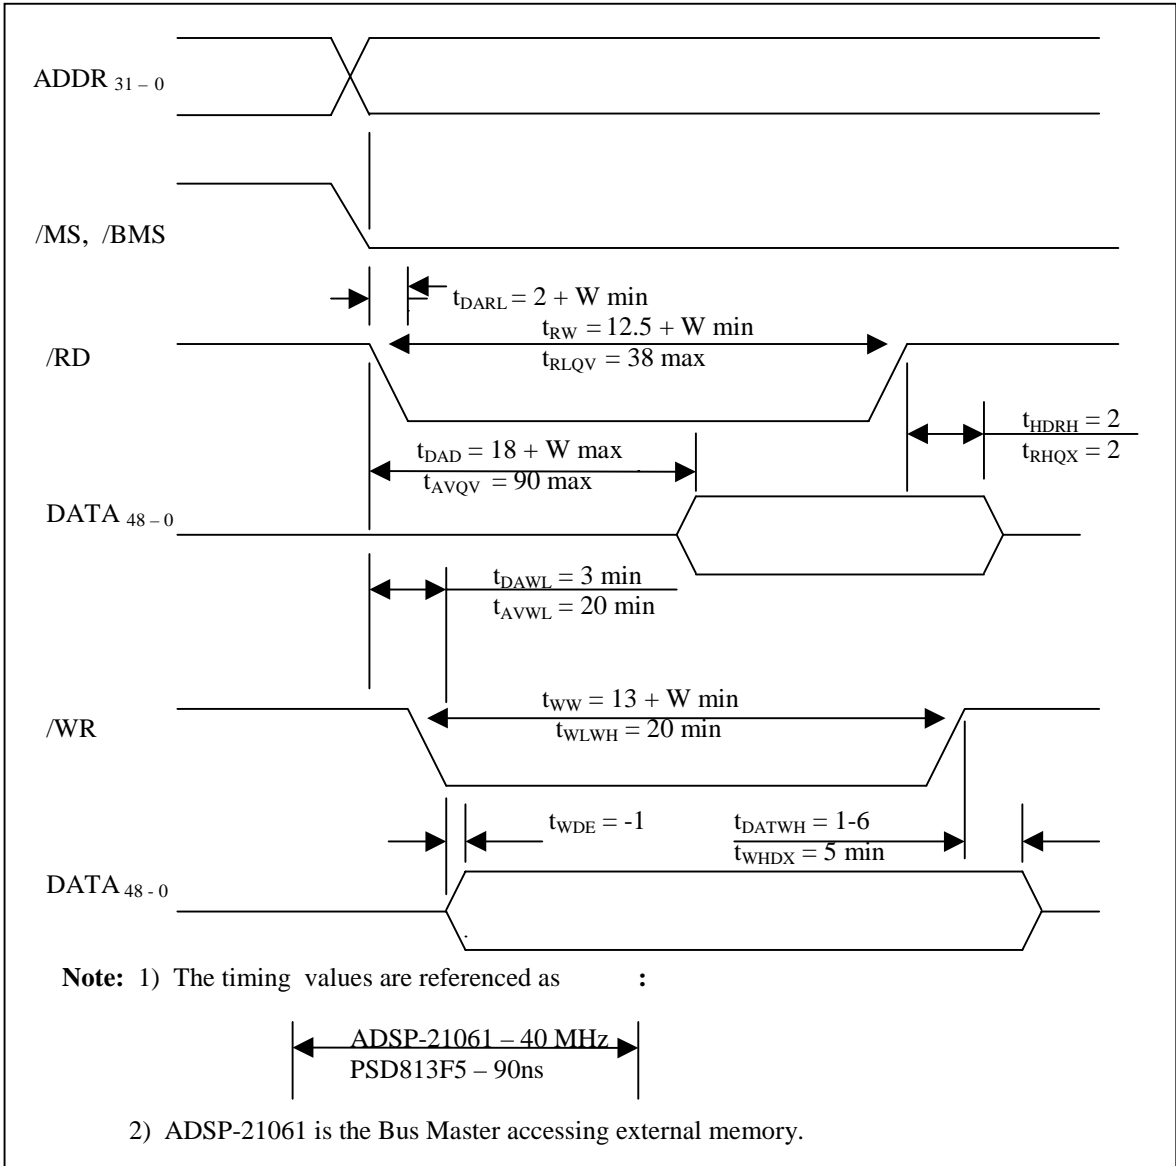 ADDR 31 – 0
/MS, /BMS
tDARL = 2 + W min
tRW = 12.5 + W min
/RD
tRLQV = 38 max
tHDRH = 2
tRHQX = 2
tDAD = 18 + W max
tAVQV = 90 max
DATA 48 – 0
tDAWL = 3 min
tAVWL = 20 min
tWW = 13 + W min
/WR
tWLWH = 20 min
tWDE = -1
tDATWH = 1-6
tWHDX = 5 min
DATA 48 - 0
Note: 1) The timing values are referenced as :
ADSP-21061 – 40 MHz
PSD813F5 – 90ns
2) ADSP-21061 is the Bus Master accessing external memory.